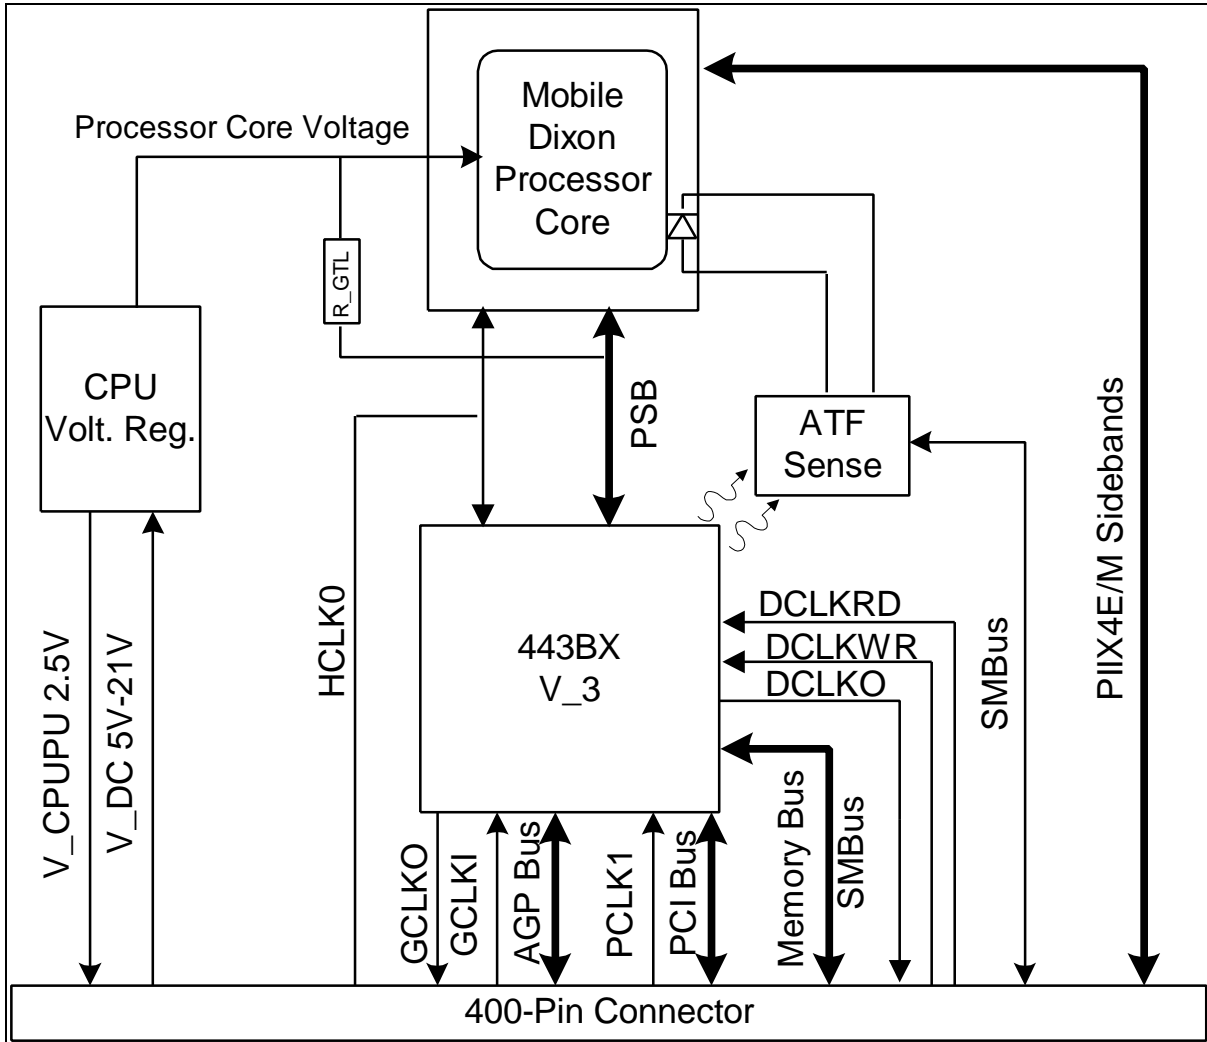 Mobile
Dixon
Processor
Core
Processor Core Voltage
R_GTL
CPU
Volt. Reg.
PSB
ATF
Sense
PIIX4E/M Sidebands
HCLK0
443BX
V_3
DCLKRD
DCLKWR
DCLKO
SMBus
V_CPUPU 2.5V
V_DC 5V-21V
GCLKO
GCLKI
AGP Bus
PCLK1
PCI Bus
Memory Bus
SMBus
400-Pin Connector